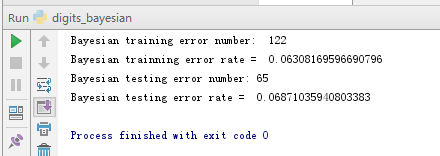 Run digits_bayesian
Bayesian training error number:  122
Bayesian trainning error rate =  0.06308169596690796
Bayesian testing error number: 65
Bayesian testing error rate =  0.06871035940803383
Process finished with exit code 0